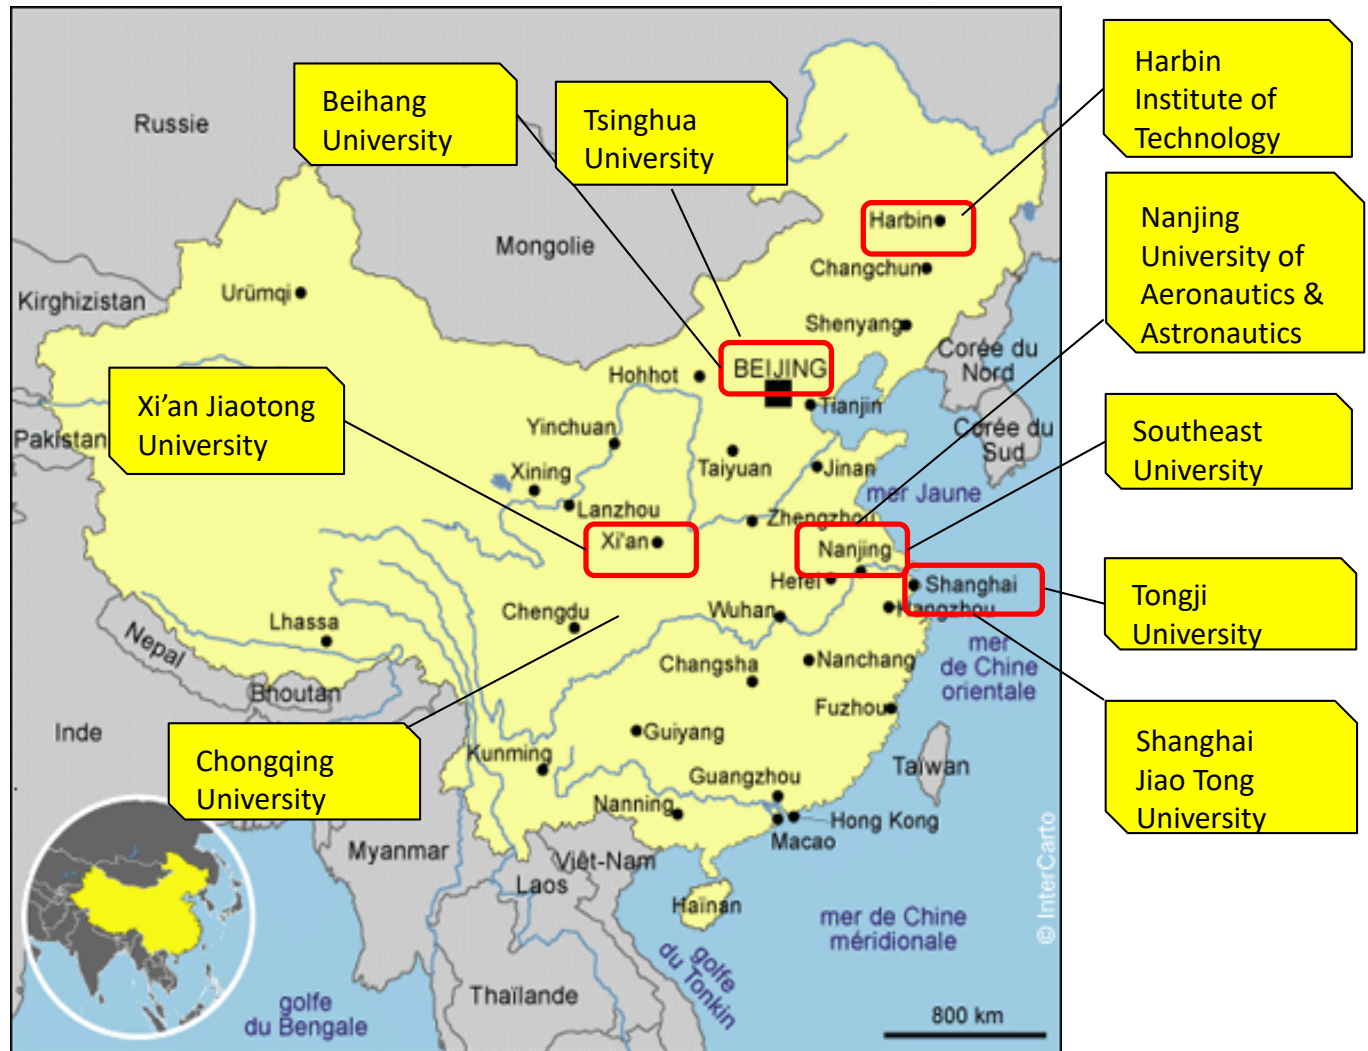 Harbin
Institute of
Technology
Beihang
University
Tsinghua
University
Russie
Nanjing
University of
Aeronautics &
Astronautics
Harbin
Mongolie
Changchun
Kirghizistan
Urümqi
Shenyang
Corée du
Nord
BEIJING
Hohhot
Tianjin
Xi’an Jiaotong
University
Pakistan
Yinchuan
Corée du
Sud
Southeast
University
Xining
Taiyuan
Jinan
mer Jaune
Lanzhou
Zhengzhou
Xi'an
Nanjing
Hefei
Shanghai
Hangzhou
Tongji
University
Lhassa
Chengdu
Wuhan
Nepal
mer
de Chine
orientale
Changsha
Nanchang
Bhoutan
Fuzhou
Inde
Guiyang
Kunming
Chongqing
University
Taïwan
Shanghai
Jiao Tong
University
Guangzhou
Nanning
Hong Kong
Macao
Myanmar
Viêt-Nam
Laos
Haïnan
mer de Chine
méridionale
© InterCarto
golfe
du Tonkin
Thaïlande
golfe
du Bengale
800 km